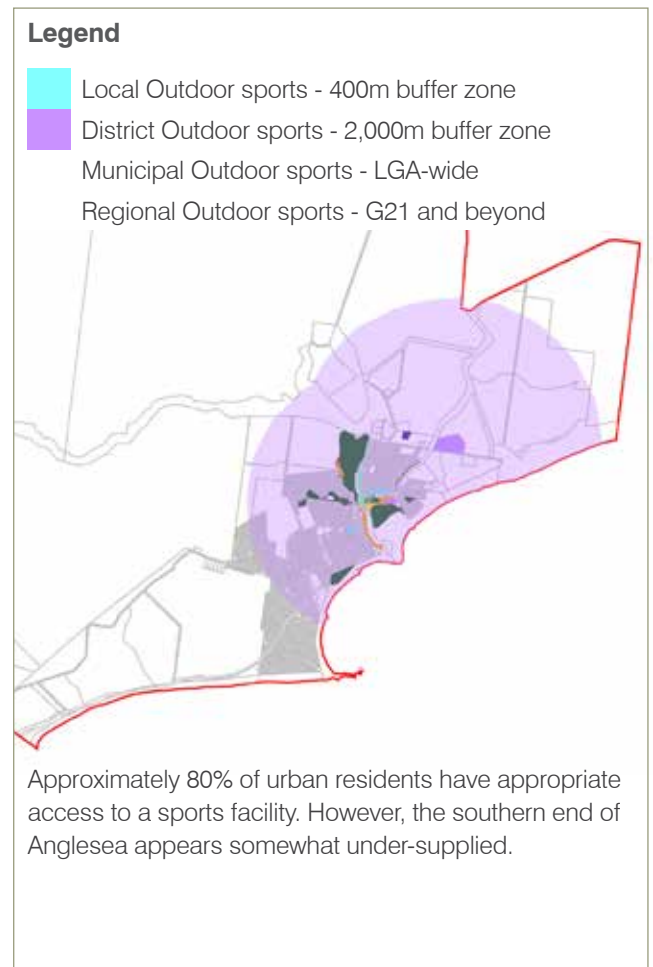 Legend
Local Outdoor sports - 400m buffer zone
District Outdoor sports - 2,000m buffer zone
Municipal Outdoor sports - LGA-wide
Regional Outdoor sports - G21 and beyond
Approximately 80% of urban residents have appropriate
access to a sports facility. However, the southern end of
Anglesea appears somewhat under-supplied.